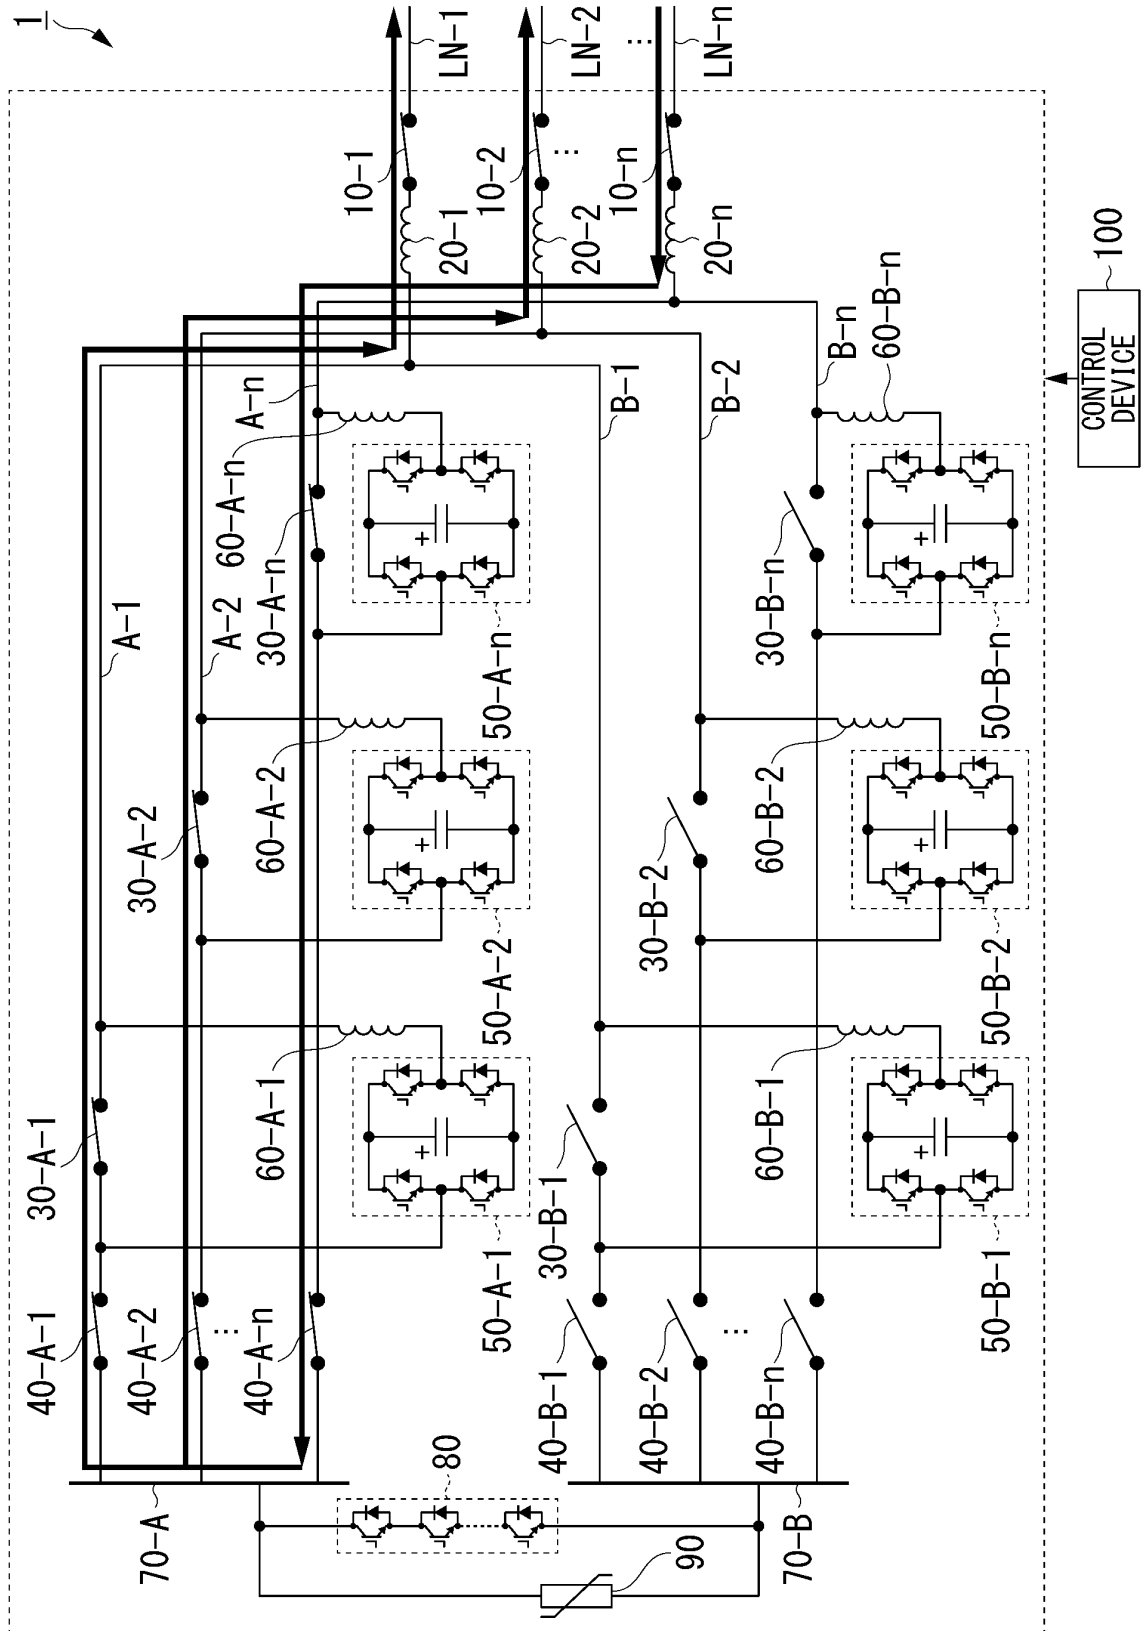 1
LN-1
LN-2
...
LN-n
10-1
10-2
...
10-n
20-1
20-2
20-n
100
CONTROL
DEVICE
60-B-n
B-n
B-2
B-1
A-n
60-A-n
30-A-n
A-1
A-2
30-B-n
50-A-n
50-B-n
+
+
30-A-2
60-A-2
60-B-2
30-B-2
+
+
50-A-2
50-B-2
30-A-1
60-A-1
60-B-1
30-B-1
+
+
50-A-1
50-B-1
40-A-1
40-A-2
...
40-A-n
40-B-1
40-B-2
...
40-B-n
80
70-A
90
70-B